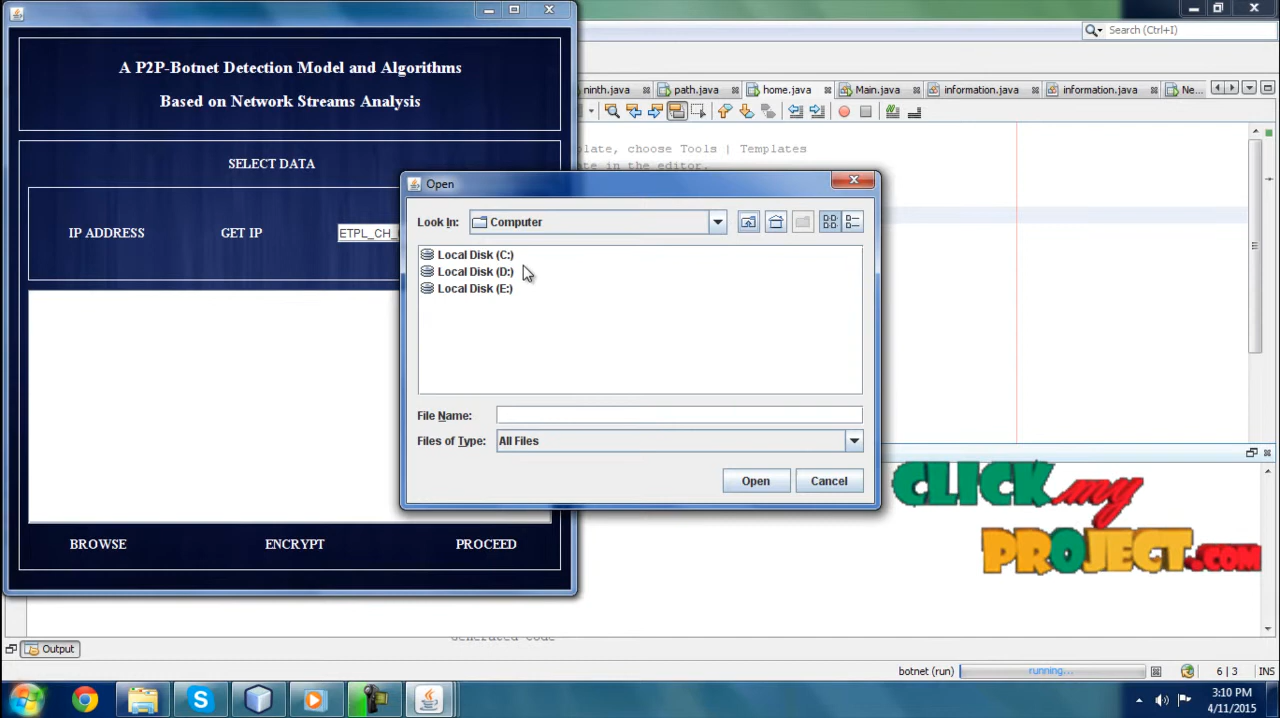 Search (Ctrl+I)
A P2P-Botnet Detection Model and Algorithms
Based on Network Streams Analysis
ninth.java
path.java
home.java
Main.java
information.java
information.java
Ne...
plate, choose Tools | Templates
ate in the editor.
SELECT DATA
IP ADDRESS
GET IP
ETPL_CH_
Open
Look In:
Computer
Local Disk (C:)
Local Disk (D:)
Local Disk (E:)
File Name:
Files of Type:
All Files
Open
Cancel
CLICK my
PROJECT.COM
BROWSE
ENCRYPT
PROCEED
Generated Code
Output
botnet (run)
running...
6 | 3
INS
3:10 PM
4/11/2015